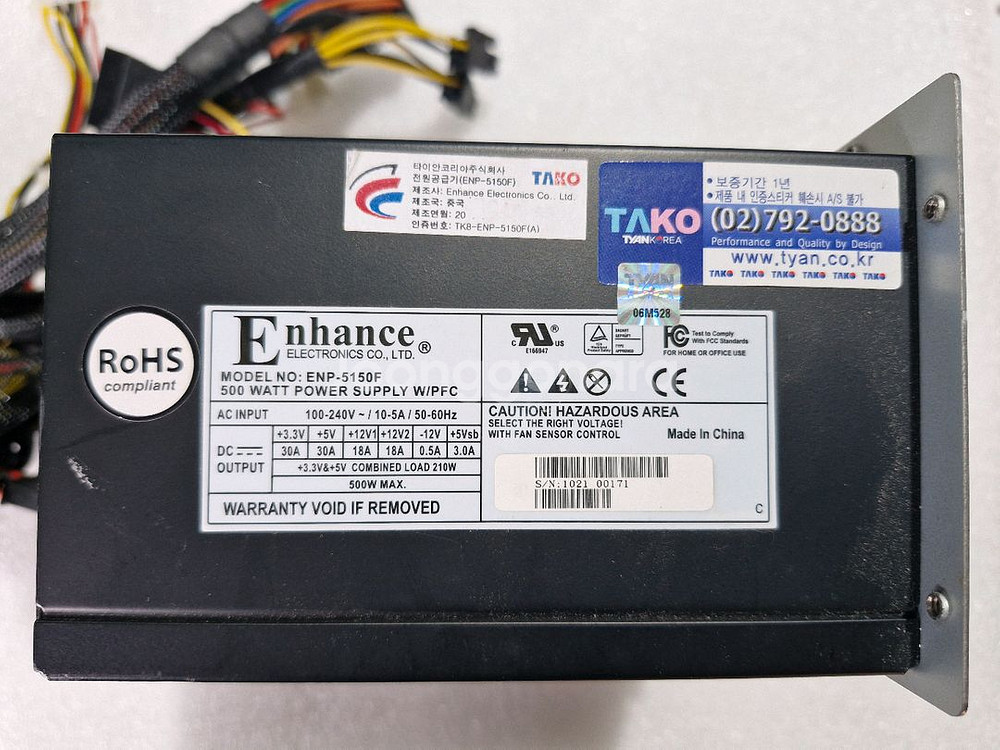 타이안코리아주식회사
전원공급기(ENP-5150F)
TAKO
제조사: Enhance Electronics Co., Ltd.
제조국: 중국
제조연월: 20
인증번호: TK8-ENP-5150F(A)
TAKO
TYANKOREA
• 보증기간 1년
• 제품 내 인증스티커 훼손시 A/S 불가
(02)792-0888
Performance and Quality by Design
www.tyan.co.kr
TAKO TAKO TAKO TAKO TAKO TAKO
TYAN
06M528
RoHS
compliant
Enhance
ELECTRONICS CO., LTD.®
MODEL NO: ENP-5150F
500 WATT POWER SUPPLY W/PFC
AC INPUT 100-240V ~ / 10-5A / 50-60Hz
DC OUTPUT
+3.3V +5V +12V1 +12V2 -12V +5Vsb
30A 30A 18A 18A 0.5A 3.0A
+3.3V&+5V COMBINED LOAD 210W
500W MAX.
WARRANTY VOID IF REMOVED
C RU US ®
E166947
FC Test to Comply
With FCC Standards
FOR HOME OR OFFICE USE
CE
CAUTION! HAZARDOUS AREA
SELECT THE RIGHT VOLTAGE!
WITH FAN SENSOR CONTROL
Made In China
S/N:1021 00171
C